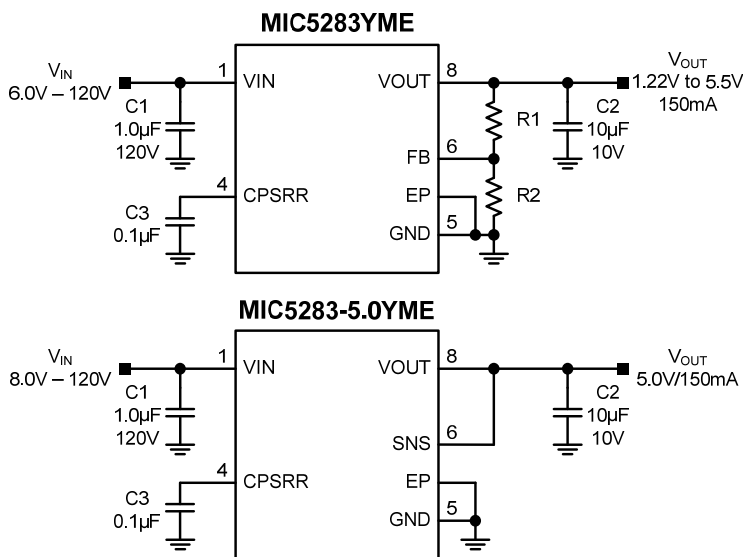 MIC5283YME
VIN
6.0V – 120V
1
VIN
C1
1.0µF
120V
4
CPSRR
C3
0.1µF
VOUT
8
FB
6
EP
GND
5
R1
R2
C2
10µF
10V
VOUT
1.22V to 5.5V
150mA
MIC5283-5.0YME
VIN
8.0V – 120V
1
VIN
C1
1.0µF
120V
4
CPSRR
C3
0.1µF
VOUT
8
SNS
6
EP
GND
5
C2
10µF
10V
VOUT
5.0V/150mA